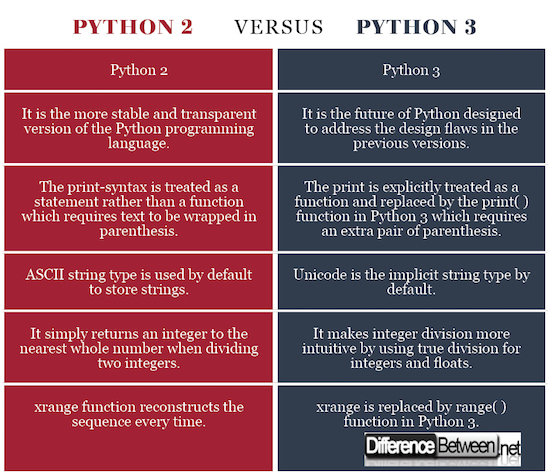 PYTHON 2 VERSUS PYTHON 3
Python 2
Python 3
It is the more stable and transparent
version of the Python programming
language.
It is the future of Python designed
to address the design flaws in the
previous versions.
The print-syntax is treated as a
statement rather than a function
which requires text to be wrapped in
parenthesis.
The print is explicitly treated as a
function and replaced by the print( )
function in Python 3 which requires
an extra pair of parenthesis.
ASCII string type is used by default
to store strings.
Unicode is the implicit string type by
default.
It simply returns an integer to the
nearest whole number when dividing
two integers.
It makes integer division more
intuitive by using true division for
integers and floats.
xrange function reconstructs the
sequence every time.
xrange is replaced by range( )
function in Python 3.
DifferenceBetween.net